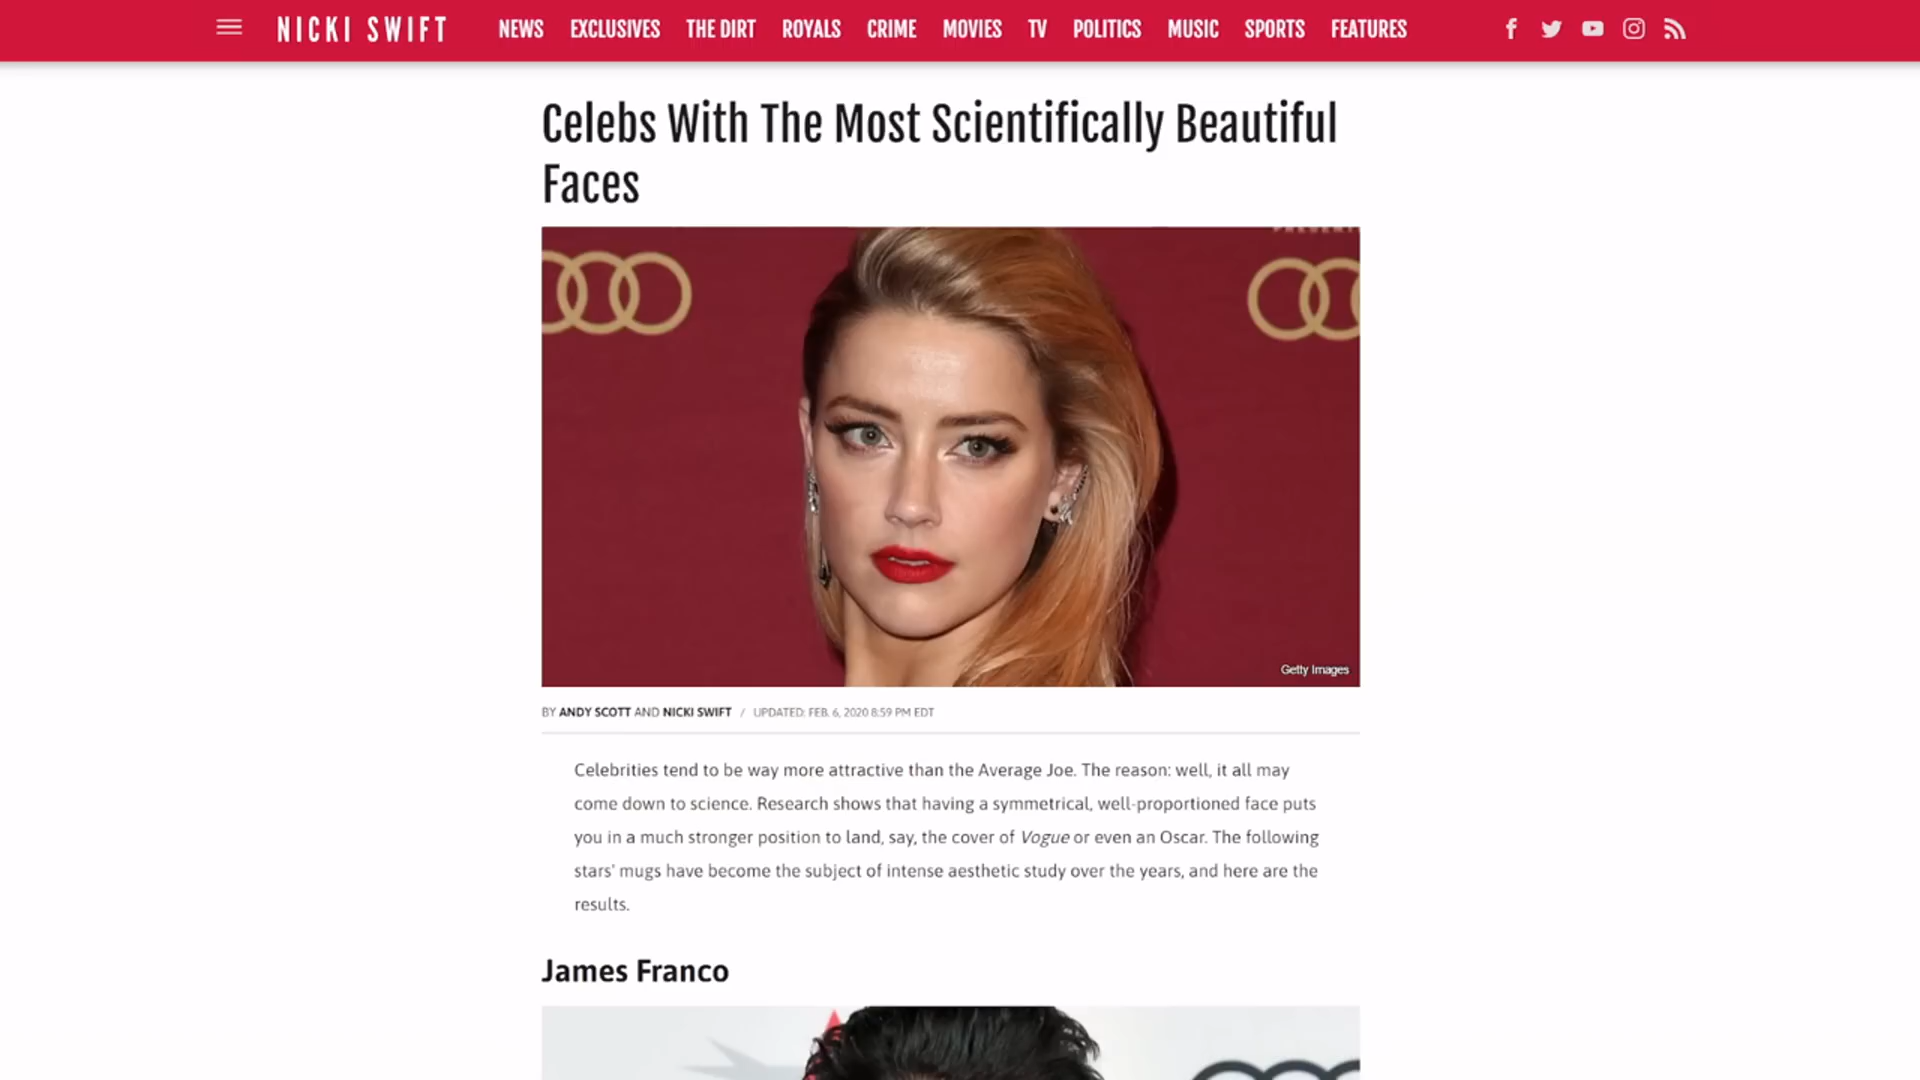 NICKI SWIFT NEWS EXCLUSIVES THE DIRT ROYALS CRIME MOVIES TV POLITICS MUSIC SPORTS FEATURES
Celebs With The Most Scientifically Beautiful
Faces
Getty Images
BY ANDY SCOTT AND NICKI SWIFT / UPDATED: FEB. 6, 2020 8:59 PM EDT
Celebrities tend to be way more attractive than the Average Joe. The reason: well, it all may
come down to science. Research shows that having a symmetrical, well-proportioned face puts
you in a much stronger position to land, say, the cover of Vogue or even an Oscar. The following
stars' mugs have become the subject of intense aesthetic study over the years, and here are the
results.
James Franco